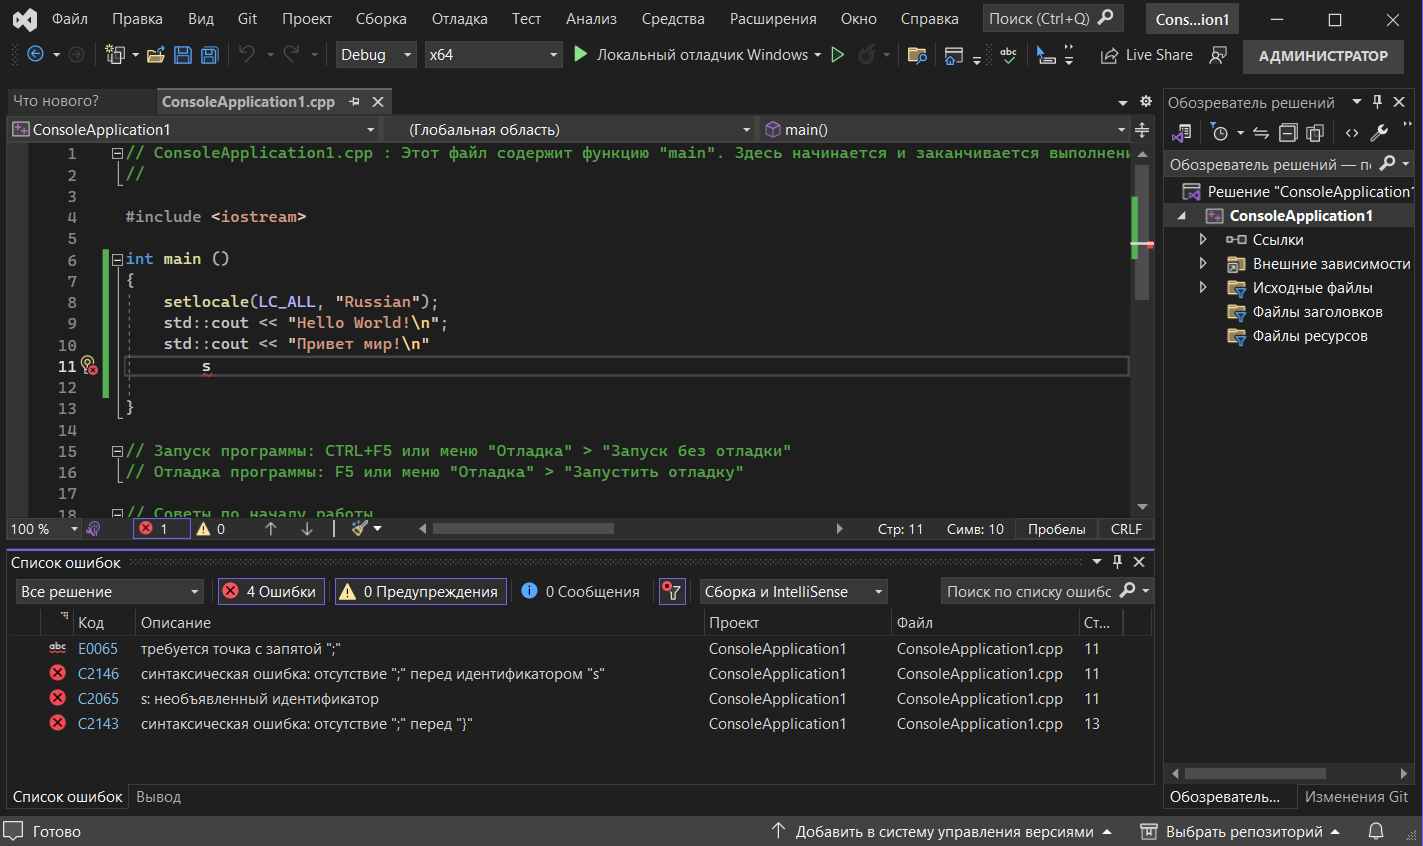 Файл Правка Вид Git Проект Сборка Отладка Тест Анализ Средства Расширения Окно Справка Поиск (Ctrl+Q) Cons...ion1
Debug x64 Локальный отладчик Windows abc Live Share АДМИНИСТРАТОР
Что нового? ConsoleApplication1.cpp
ConsoleApplication1 (Глобальная область) main()
1 // ConsoleApplication1.cpp : Этот файл содержит функцию "main". Здесь начинается и заканчивается выполнени
2 //
3
4 #include <iostream>
5
6 int main ()
7 {
8 setlocale(LC_ALL, "Russian");
9 std::cout << "Hello World!\n";
10 std::cout << "Привет мир!\n"
11 s
12
13 }
14
15 // Запуск программы: CTRL+F5 или меню "Отладка" > "Запуск без отладки"
16 // Отладка программы: F5 или меню "Отладка" > "Запустить отладку"
17
18 // Советы по началу работы
100 % 1 0 Стр: 11 Симв: 10 Пробелы CRLF
Список ошибок
Все решение 4 Ошибки 0 Предупреждения 0 Сообщения Сборка и IntelliSense Поиск по списку ошибс
Код Описание Проект Файл Ст...
abc E0065 требуется точка с запятой ";" ConsoleApplication1 ConsoleApplication1.cpp 11
C2146 синтаксическая ошибка: отсутствие ";" перед идентификатором "s" ConsoleApplication1 ConsoleApplication1.cpp 11
C2065 s: необъявленный идентификатор ConsoleApplication1 ConsoleApplication1.cpp 11
C2143 синтаксическая ошибка: отсутствие ";" перед "}" ConsoleApplication1 ConsoleApplication1.cpp 13
Список ошибок Вывод
Обозреватель решений
Обозреватель решений — по
Решение "ConsoleApplication1
ConsoleApplication1
Ссылки
Внешние зависимости
Исходные файлы
Файлы заголовков
Файлы ресурсов
Обозреватель... Изменения Git
Готово Добавить в систему управления версиями Выбрать репозиторий